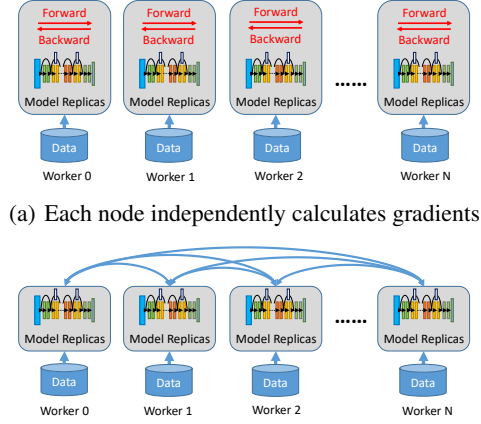 Forward Forward Forward Forward
Backward Backward Backward Backward
......
Model Replicas Model Replicas Model Replicas Model Replicas
Data Data Data Data
Worker 0 Worker 1 Worker 2 Worker N
(a) Each node independently calculates gradients
......
Model Replicas Model Replicas Model Replicas Model Replicas
Data Data Data Data
Worker 0 Worker 1 Worker 2 Worker N